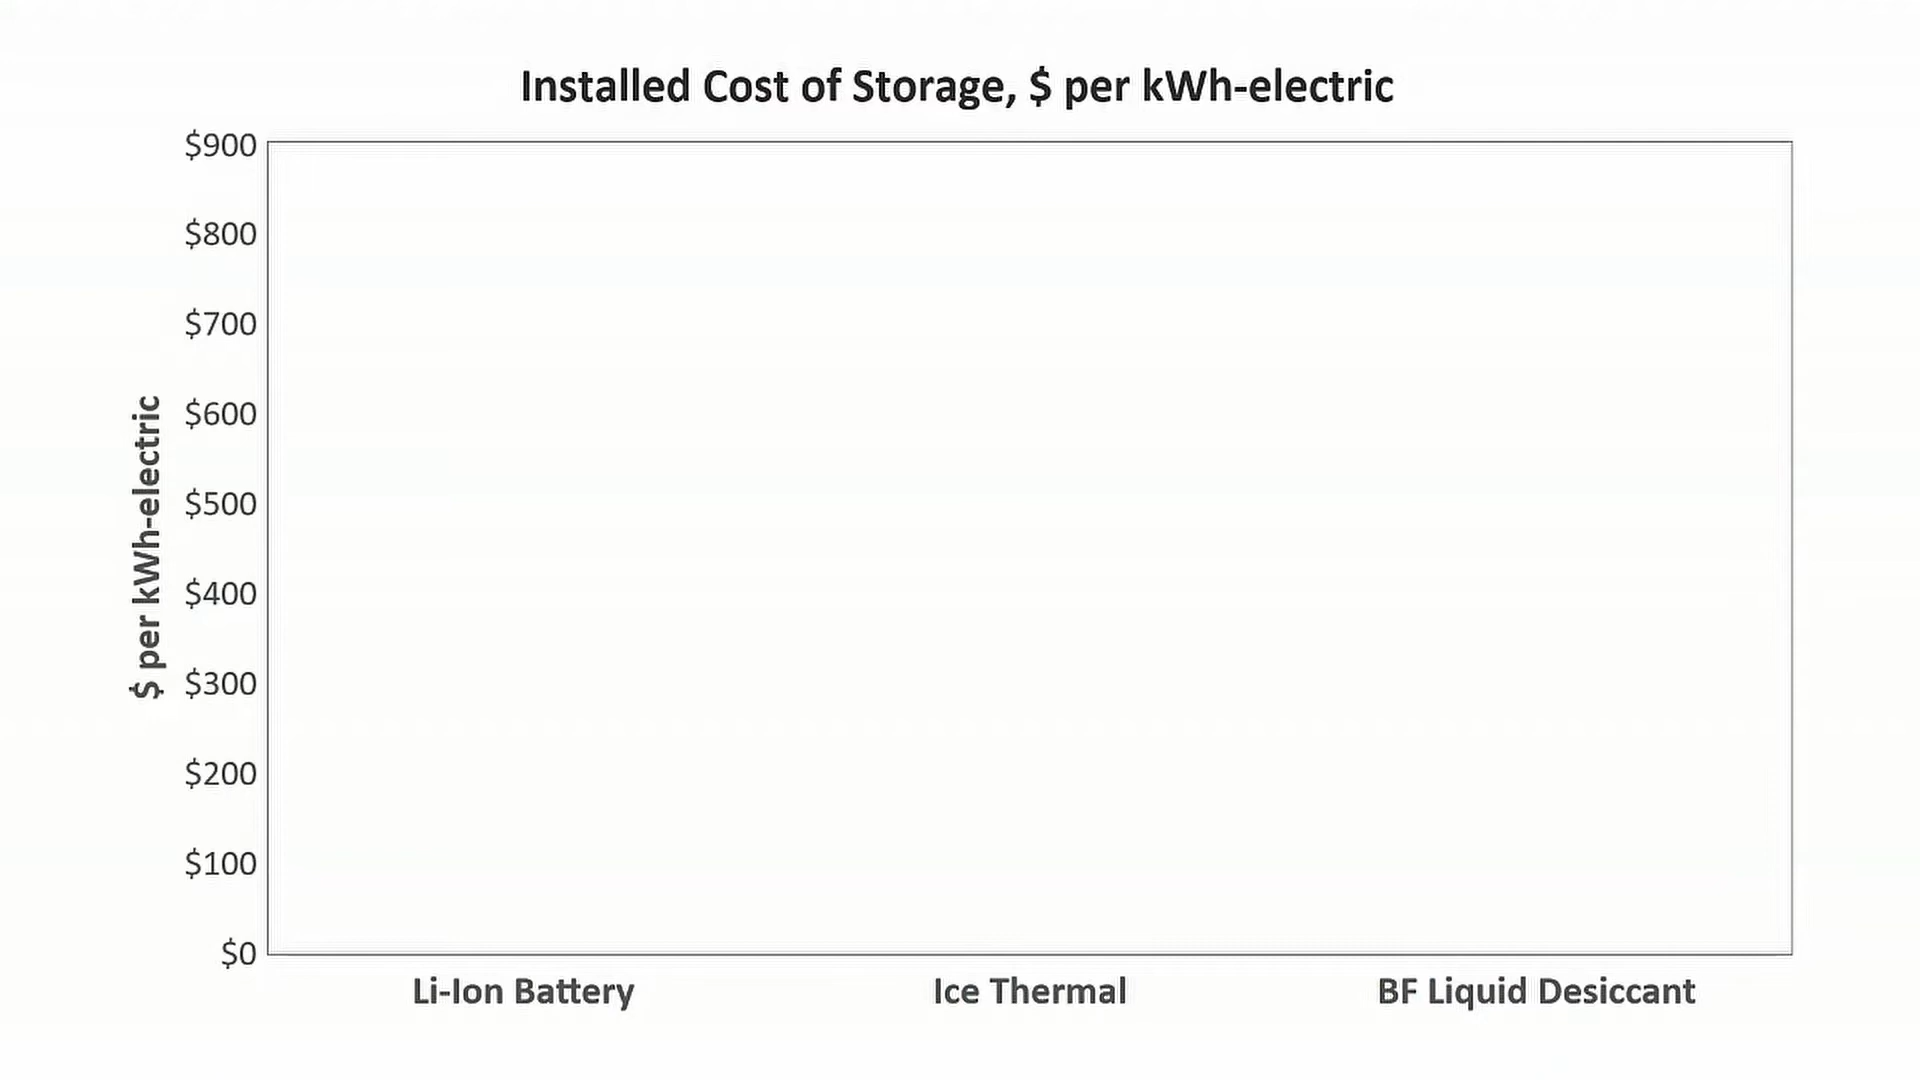 Installed Cost of Storage, $ per kWh-electric
$ per kWh-electric
$900
$800
$700
$600
$500
$400
$300
$200
$100
$0
Li-Ion Battery
Ice Thermal
BF Liquid Desiccant